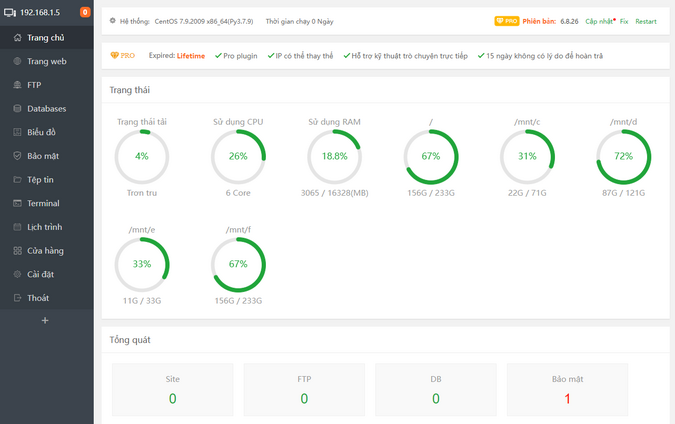 192.168.1.5 0
Trang chủ
Trang web
FTP
Databases
Biểu đồ
Bảo mật
Tệp tin
Terminal
Lịch trình
Cửa hàng
Cài đặt
Thoát
Hệ thống: CentOS 7.9.2009 x86_64(Py3.7.9) Thời gian chạy 0 Ngày PRO Phiên bản: 6.8.26 Cập nhật Fix Restart
PRO Expired: Lifetime Pro plugin IP có thể thay thế Hỗ trợ kỹ thuật trò chuyện trực tiếp 15 ngày không có lý do để hoàn trả
Trạng thái
Trạng thái tải Sử dụng CPU Sử dụng RAM / /mnt/c /mnt/d
4% 26% 18.8% 67% 31% 72%
Trơn tru 6 Core 3065 / 16328(MB) 156G / 233G 22G / 71G 87G / 121G
/mnt/e /mnt/f
33% 67%
11G / 33G 156G / 233G
Tổng quát
Site FTP DB Bảo mật
0 0 0 1